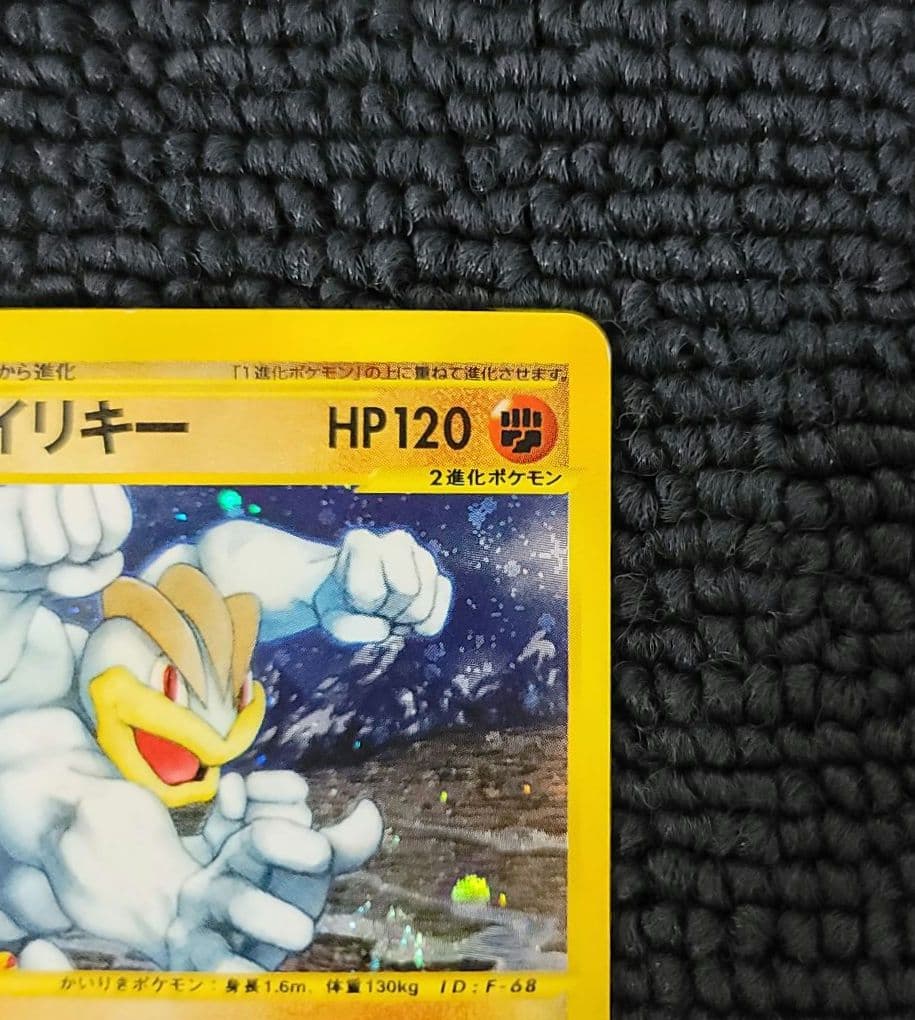 から進化 「1進化ポケモン」の上に重ねて進化させます。
イリキー HP120
2進化ポケモン
かいりきポケモン：身長1.6m、体重130kg ID：F-68